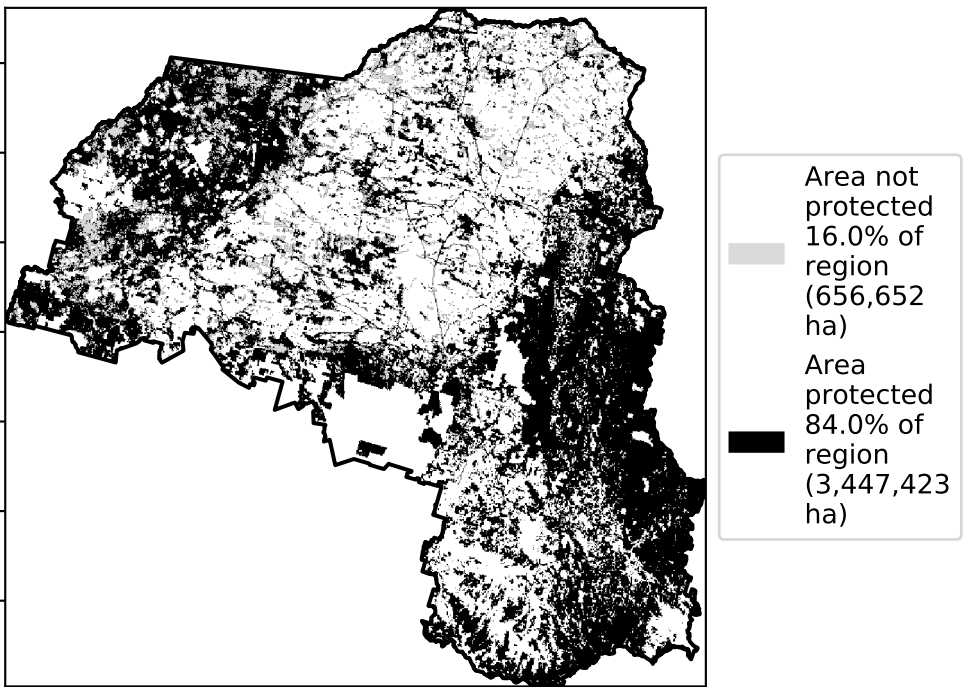 Area not
protected
16.0% of
region
(656,652
ha)
Area
protected
84.0% of
region
(3,447,423
ha)